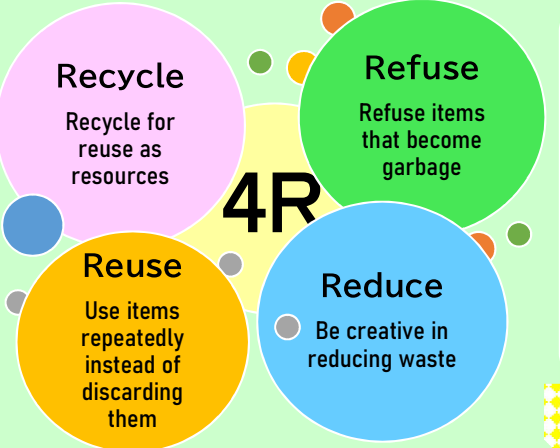 Recycle
Recycle for
reuse as
resources
Refuse
Refuse items
that become
garbage
4R
Reuse
Use items
repeatedly
instead of
discarding
them
Reduce
Be creative in
reducing waste